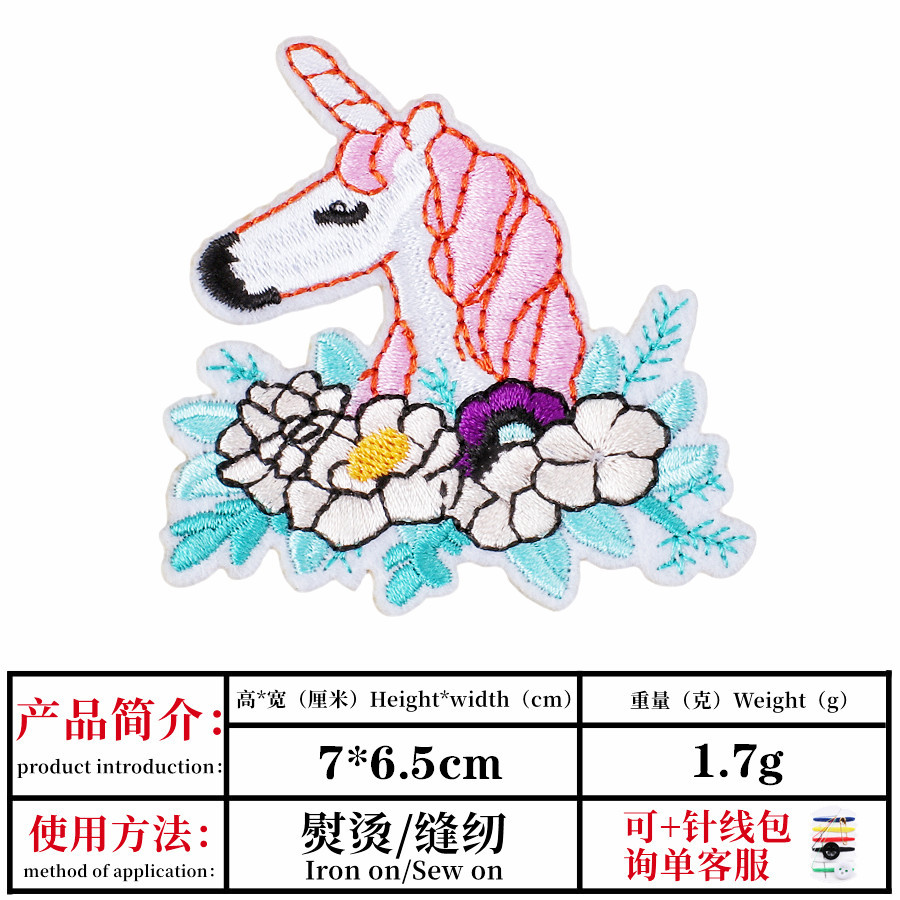 产品简介：
product introduction：
高*宽（厘米）Height*width（cm）
7*6.5cm
重量（克）Weight（g）
1.7g
使用方法：
method of application：
熨烫/缝纫
Iron on/Sew on
可+针线包
询单客服